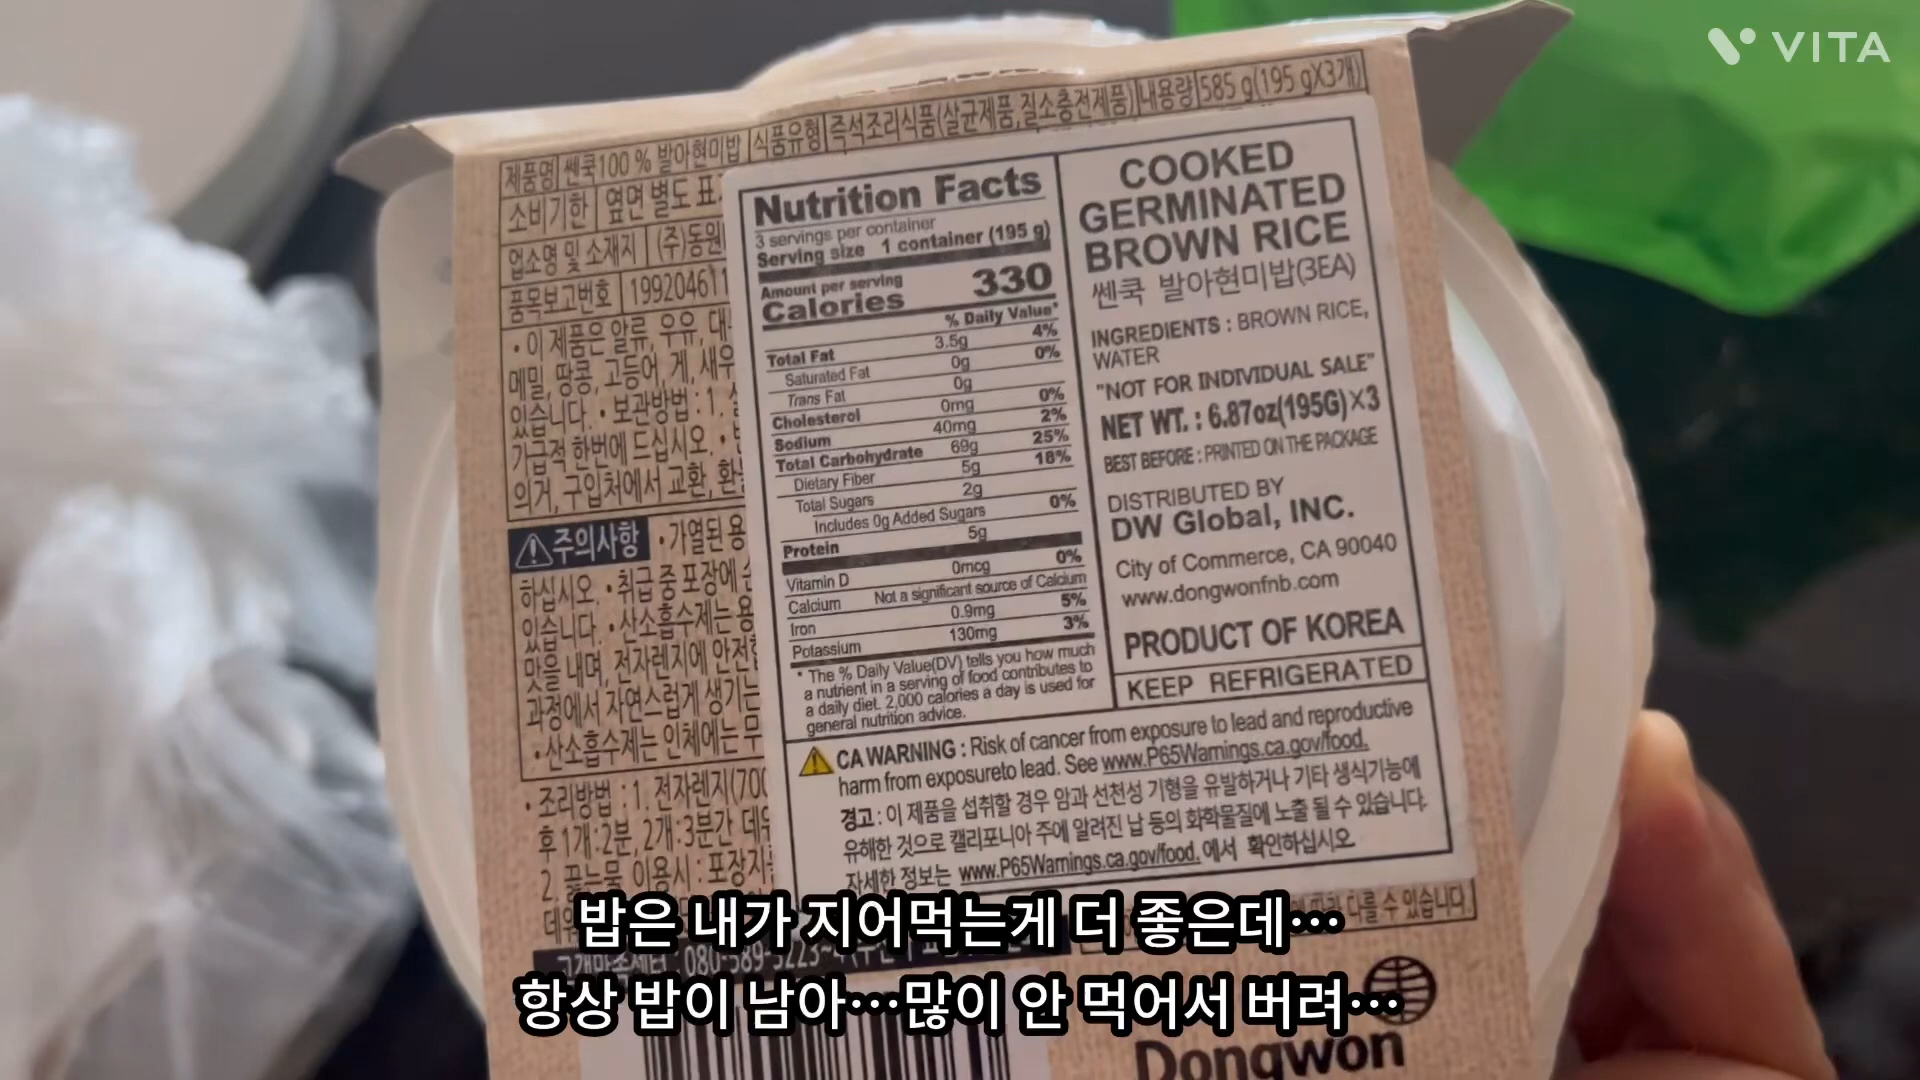 VITA
제품명 쎈쿡100% 발아현미밥 식품유형 즉석조리식품(살균제품,질소충전제품) 내용량 585 g(195 gX3개)
소비기한 옆면 별도 표
업소명 및 소재지 (주)동원
품목보고번호 199204611
• 이 제품은 알류, 우유, 대
메밀, 땅콩, 고등어, 게, 새우
있습니다. • 보관방법 : 1.
가급적 한번에 드십시오. •
의거, 구입처에서 교환, 환
주의사항 • 가열된 용
하십시오. • 취급 중 포장에
있습니다. • 산소흡수제는 용
맛을 내며, 전자렌지에 안전
과정에서 자연스럽게 생기는
• 산소흡수제는 인체에는 무
• 조리방법 : 1. 전자렌지(700
후 1개:2분, 2개:3분간 데우
2. 끓는물 이용시 : 포장지
Nutrition Facts
3 servings per container
Serving size 1 container (195 g)
Amount per serving
Calories 330
% Daily Value*
Total Fat 3.5g 4%
Saturated Fat 0g 0%
Trans Fat 0g
Cholesterol 0mg 0%
Sodium 40mg 2%
Total Carbohydrate 69g 25%
Dietary Fiber 5g 18%
Total Sugars 2g
Includes 0g Added Sugars 0%
Protein 5g
Vitamin D 0mcg 0%
Calcium Not a significant source of Calcium
Iron 0.9mg 5%
Potassium 130mg 3%
* The % Daily Value(DV) tells you how much
a nutrient in a serving of food contributes to
a daily diet. 2,000 calories a day is used for
general nutrition advice.
COOKED
GERMINATED
BROWN RICE
쎈쿡 발아현미밥(3EA)
INGREDIENTS : BROWN RICE,
WATER
"NOT FOR INDIVIDUAL SALE"
NET WT. : 6.87oz(195G)X3
BEST BEFORE : PRINTED ON THE PACKAGE
DISTRIBUTED BY
DW Global, INC.
City of Commerce, CA 90040
www.dongwonfnb.com
PRODUCT OF KOREA
KEEP REFRIGERATED
CA WARNING : Risk of cancer from exposure to lead and reproductive
harm from exposureto lead. See www.P65Warnings.ca.gov/food.
경고 : 이 제품을 섭취할 경우 암과 선천성 기형을 유발하거나 기타 생식기능에
유해한 것으로 캘리포니아 주에 알려진 납 등의 화학물질에 노출 될 수 있습니다.
자세한 정보는 www.P65Warnings.ca.gov/food. 에서 확인하십시오
다를 수 있습니다.
밥은 내가 지어먹는게 더 좋은데…
항상 밥이 남아…많이 안 먹어서 버려…
Dongwon